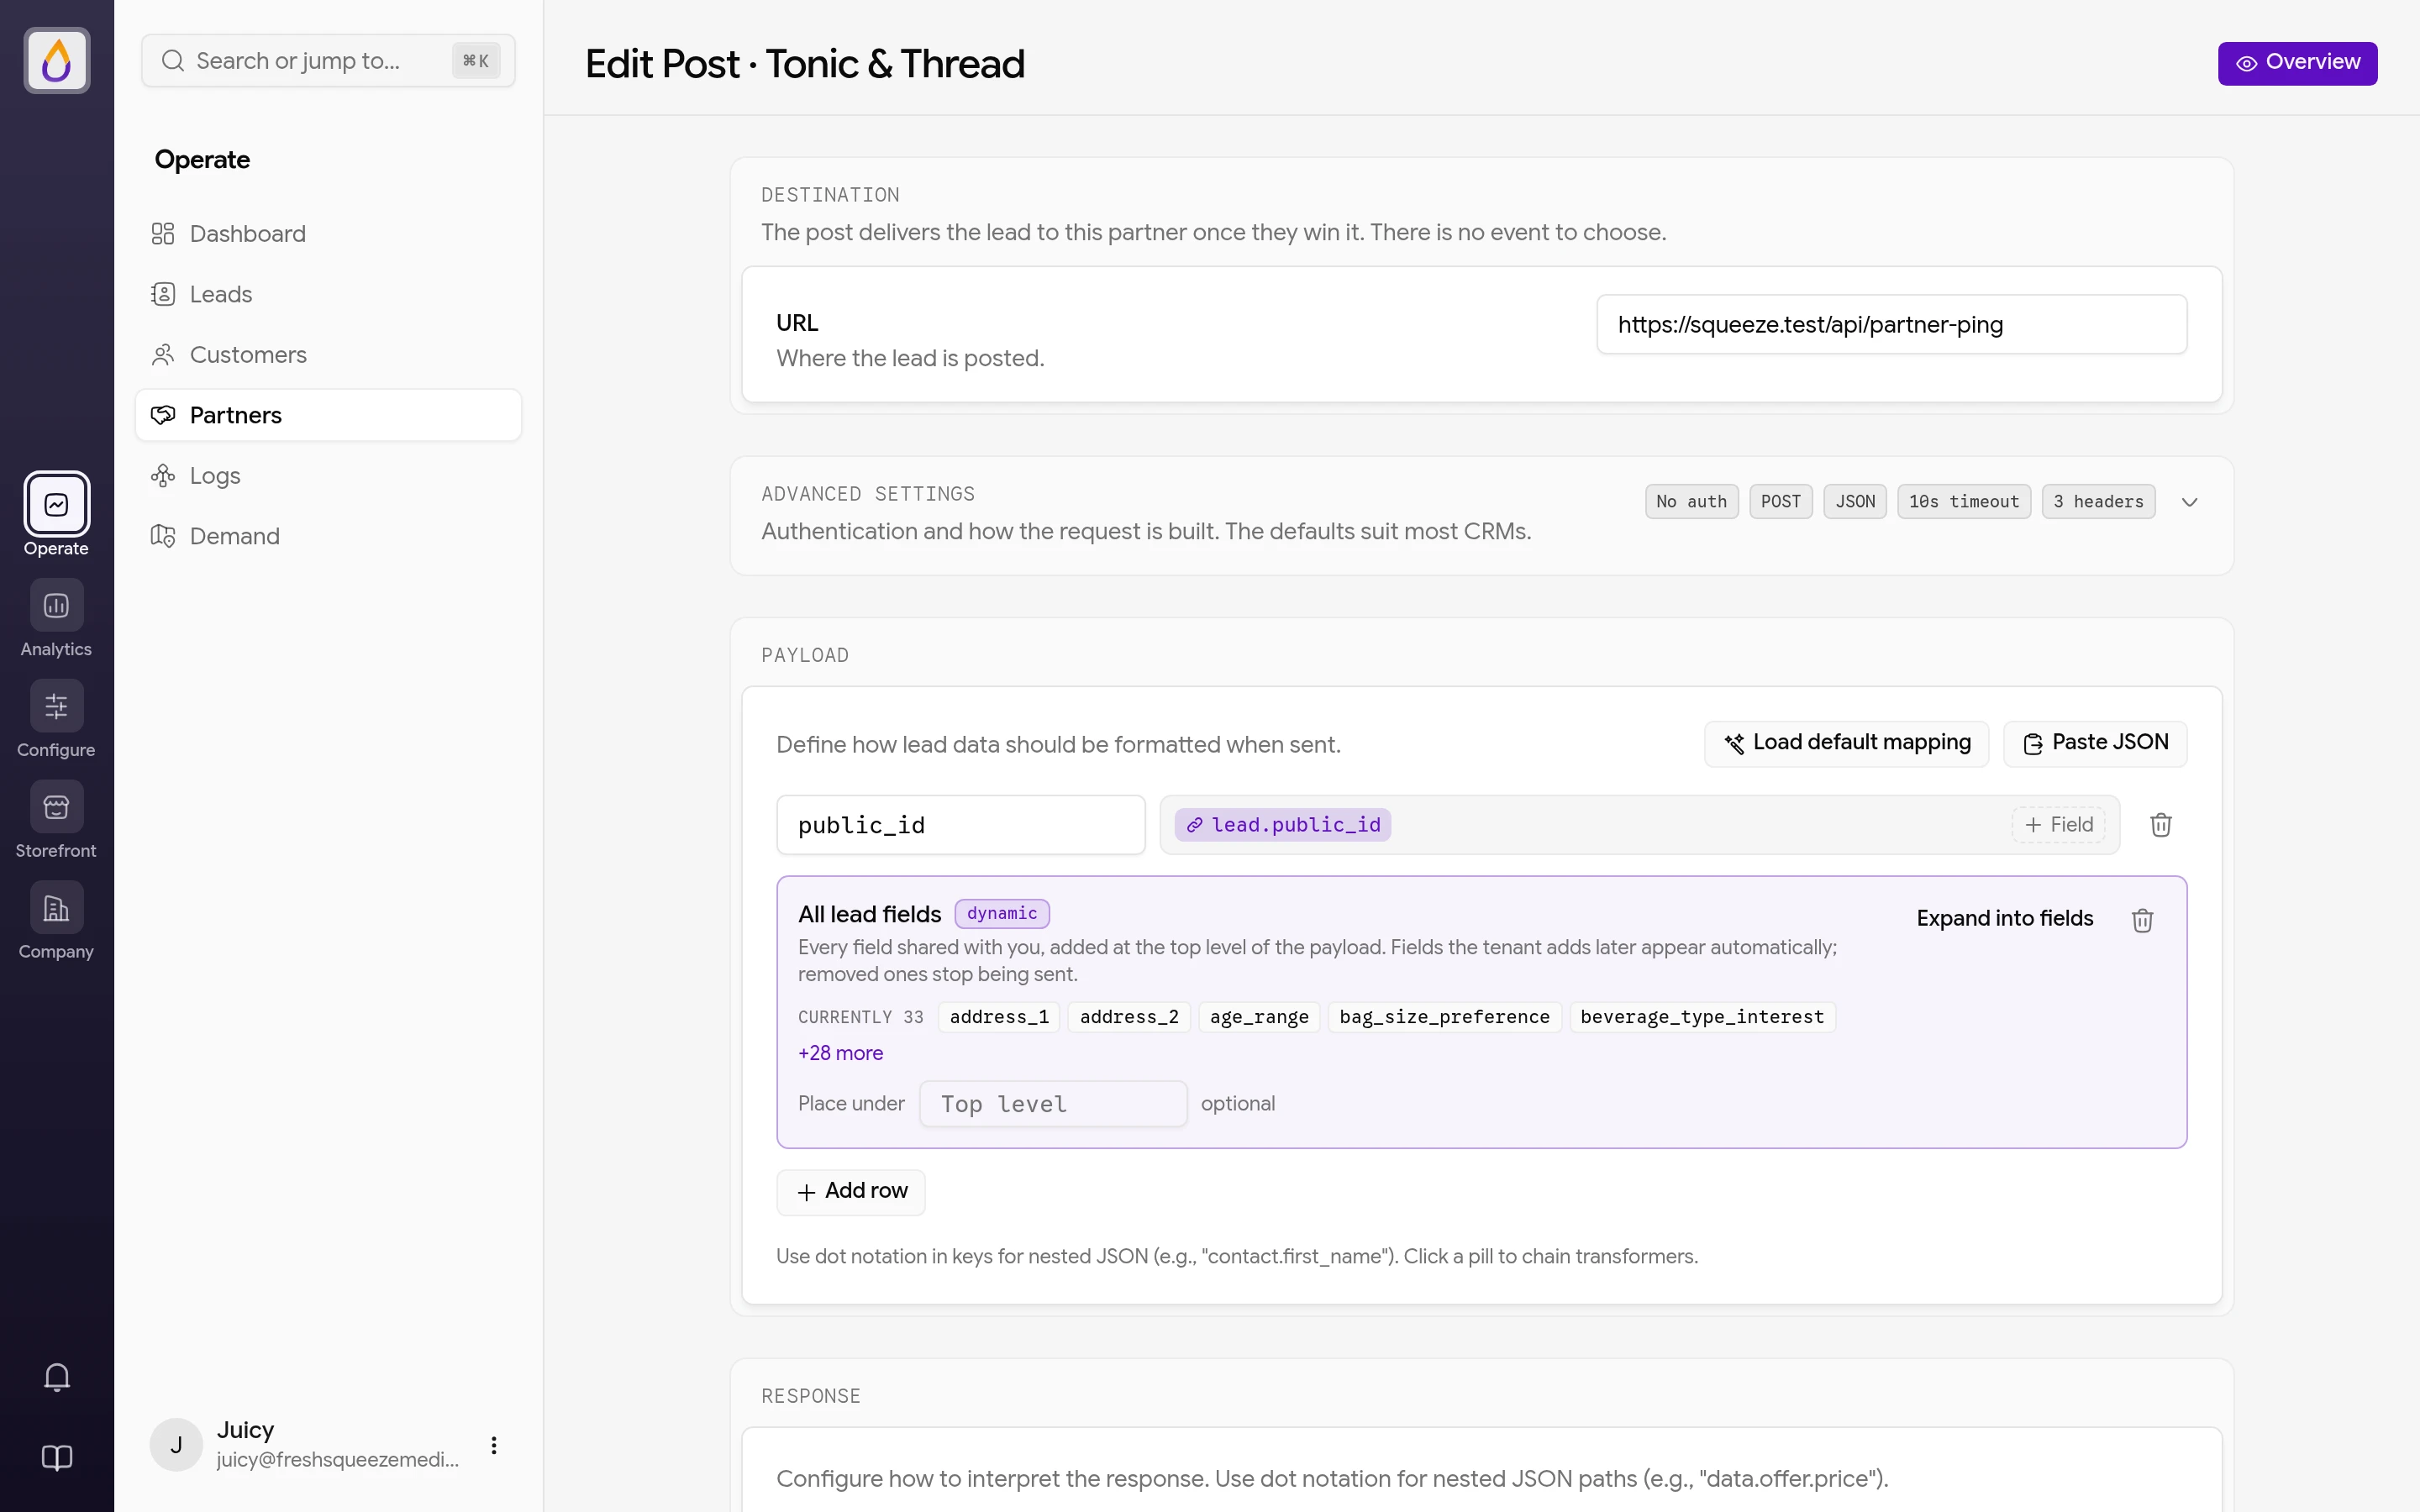 Search or jump to...
⌘K
Operate
Dashboard
Leads
Customers
Partners
Logs
Demand
Operate
Analytics
Configure
Storefront
Company
J
Juicy
juicy@freshsqueezemedi...
Edit Post · Tonic & Thread
Overview
DESTINATION
The post delivers the lead to this partner once they win it. There is no event to choose.
URL
Where the lead is posted.
https://squeeze.test/api/partner-ping
ADVANCED SETTINGS
Authentication and how the request is built. The defaults suit most CRMs.
No auth
POST
JSON
10s timeout
3 headers
PAYLOAD
Define how lead data should be formatted when sent.
Load default mapping
Paste JSON
public_id
lead.public_id
+ Field
All lead fields
dynamic
Expand into fields
Every field shared with you, added at the top level of the payload. Fields the tenant adds later appear automatically;
removed ones stop being sent.
CURRENTLY 33
address_1
address_2
age_range
bag_size_preference
beverage_type_interest
+28 more
Place under
Top level
optional
+ Add row
Use dot notation in keys for nested JSON (e.g., "contact.first_name"). Click a pill to chain transformers.
RESPONSE
Configure how to interpret the response. Use dot notation for nested JSON paths (e.g., "data.offer.price").